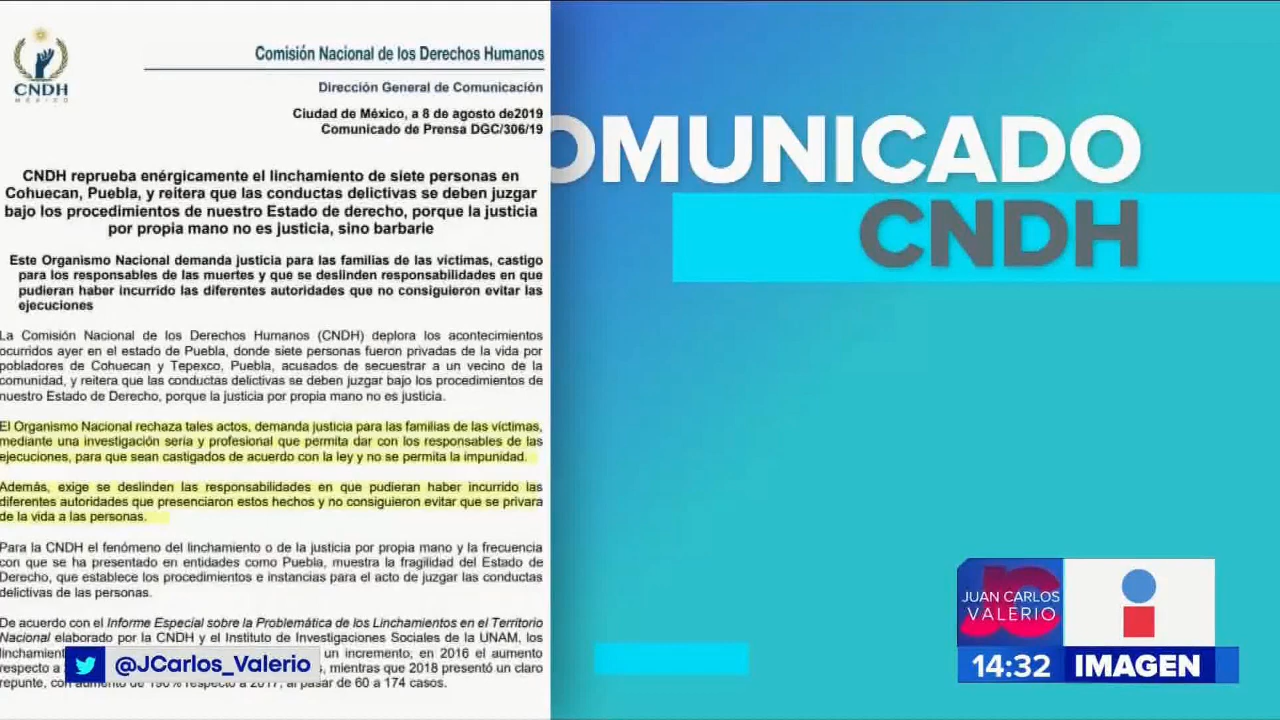 CNDH
MÉXICO
Comisión Nacional de los Derechos Humanos
Dirección General de Comunicación
Ciudad de México, a 8 de agosto de2019
Comunicado de Prensa DGC/306/19
CNDH reprueba enérgicamente el linchamiento de siete personas en
Cohuecan, Puebla, y reitera que las conductas delictivas se deben juzgar
bajo los procedimientos de nuestro Estado de derecho, porque la justicia
por propia mano no es justicia, sino barbarie
Este Organismo Nacional demanda justicia para las familias de las víctimas, castigo
para los responsables de las muertes y que se deslinden responsabilidades en que
pudieran haber incurrido las diferentes autoridades que no consiguieron evitar las
ejecuciones
La Comisión Nacional de los Derechos Humanos (CNDH) deplora los acontecimientos
ocurridos ayer en el estado de Puebla, donde siete personas fueron privadas de la vida por
pobladores de Cohuecan y Tepexco, Puebla, acusados de secuestrar a un vecino de la
comunidad, y reitera que las conductas delictivas se deben juzgar bajo los procedimientos de
nuestro Estado de Derecho, porque la justicia por propia mano no es justicia.
El Organismo Nacional rechaza tales actos, demanda justicia para las familias de las víctimas,
mediante una investigación seria y profesional que permita dar con los responsables de las
ejecuciones, para que sean castigados de acuerdo con la ley y no se permita la impunidad.
Además, exige se deslinden las responsabilidades en que pudieran haber incurrido las
diferentes autoridades que presenciaron estos hechos y no consiguieron evitar que se privara
de la vida a las personas.
Para la CNDH el fenómeno del linchamiento o de la justicia por propia mano y la frecuencia
con que se ha presentado en entidades como Puebla, muestra la fragilidad del Estado de
Derecho, que establece los procedimientos e instancias para el acto de juzgar las conductas
delictivas de las personas.
De acuerdo con el Informe Especial sobre la Problemática de los Linchamientos en el Territorio
Nacional elaborado por la CNDH y el Instituto de Investigaciones Sociales de la UNAM, los
un incremento; en 2016 el aumento
respecto a mientras que 2018 presentó un claro
repunte, con aumento de 190% respecto a 2017, al pasar de 60 a 174 casos.
@JCarlos_Valerio
OMUNICADO
CNDH
JC
JUAN CARLOS
VALERIO
14:32 IMAGEN